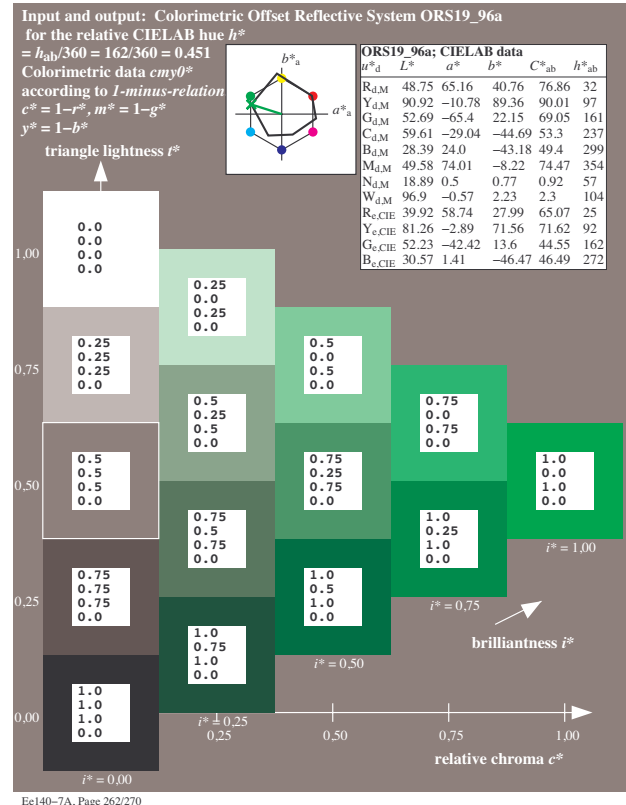 Input and output: Colorimetric Offset Reflective System ORS19_96a
for the relative CIELAB hue h*
= hab/360 = 162/360 = 0.451
Colorimetric data cmy0*
according to 1-minus-relation
c* = 1−r*, m* = 1−g*
y* = 1−b*
triangle lightness t*
b*a
a*a
ORS19_96a; CIELAB data
u*d L* a* b* C*ab h*ab
Rd,M 48.75 65.16 40.76 76.86 32
Yd,M 90.92 −10.78 89.36 90.01 97
Gd,M 52.69 −65.4 22.15 69.05 161
Cd,M 59.61 −29.04 −44.69 53.3 237
Bd,M 28.39 24.0 −43.18 49.4 299
Md,M 49.58 74.01 −8.22 74.47 354
Nd,M 18.89 0.5 0.77 0.92 57
Wd,M 96.9 −0.57 2.23 2.3 104
Re,CIE 39.92 58.74 27.99 65.07 25
Ye,CIE 81.26 −2.89 71.56 71.62 92
Ge,CIE 52.23 −42.42 13.6 44.55 162
Be,CIE 30.57 1.41 −46.47 46.49 272
0.0
0.0
0.0
0.0
1,00
0.25
0.0
0.25
0.0
0.25
0.25
0.25
0.0
0.5
0.0
0.5
0.0
0,75
0.5
0.25
0.5
0.0
0.75
0.0
0.75
0.0
0.5
0.5
0.5
0.0
0,50
0.75
0.25
0.75
0.0
1.0
0.0
1.0
0.0
0.75
0.5
0.75
0.0
1.0
0.25
1.0
0.0
i* = 1,00
0.75
0.75
0.75
0.0
0,25
1.0
0.5
1.0
0.0
i* = 0,75
1.0
0.75
1.0
0.0
brilliantness i*
i* = 0,50
1.0
1.0
1.0
0.0
0,00
i* = 0,25
0,25
0,50
0,75
1,00
relative chroma c*
i* = 0,00
Ee140−7A, Page 262/270